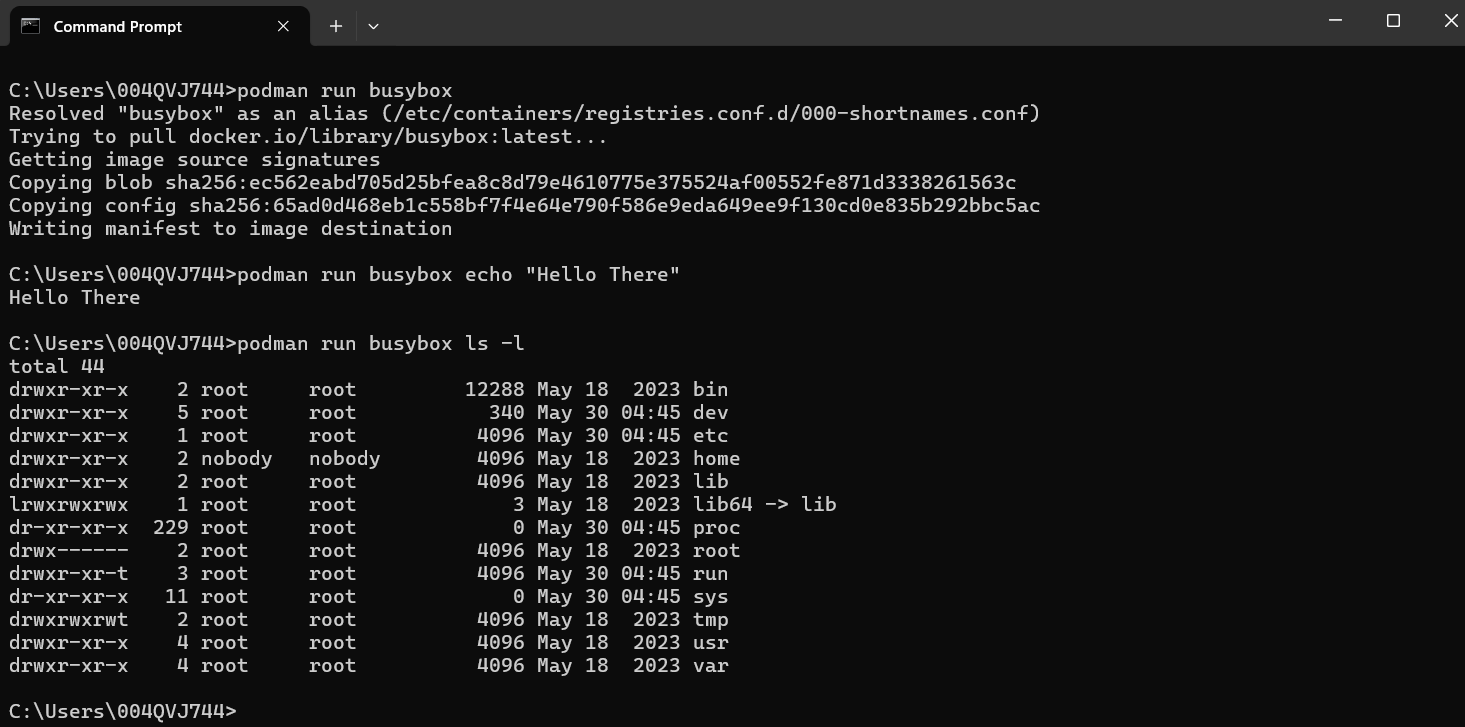 Command Prompt
C:\Users\004QVJ744>podman run busybox
Resolved "busybox" as an alias (/etc/containers/registries.conf.d/000-shortnames.conf)
Trying to pull docker.io/library/busybox:latest...
Getting image source signatures
Copying blob sha256:ec562eabd705d25bfea8c8d79e4610775e375524af00552fe871d3338261563c
Copying config sha256:65ad0d468eb1c558bf7f4e64e790f586e9eda649ee9f130cd0e835b292bbc5ac
Writing manifest to image destination
C:\Users\004QVJ744>podman run busybox echo "Hello There"
Hello There
C:\Users\004QVJ744>podman run busybox ls -l
total 44
drwxr-xr-x    2 root     root         12288 May 18  2023 bin
drwxr-xr-x    5 root     root           340 May 30 04:45 dev
drwxr-xr-x    1 root     root          4096 May 30 04:45 etc
drwxr-xr-x    2 nobody   nobody        4096 May 18  2023 home
drwxr-xr-x    2 root     root          4096 May 18  2023 lib
lrwxrwxrwx    1 root     root             3 May 18  2023 lib64 -> lib
dr-xr-xr-x  229 root     root             0 May 30 04:45 proc
drwx------    2 root     root          4096 May 18  2023 root
drwxr-xr-t    3 root     root          4096 May 30 04:45 run
dr-xr-xr-x   11 root     root             0 May 30 04:45 sys
drwxrwxrwt    2 root     root          4096 May 18  2023 tmp
drwxr-xr-x    4 root     root          4096 May 18  2023 usr
drwxr-xr-x    4 root     root          4096 May 18  2023 var
C:\Users\004QVJ744>